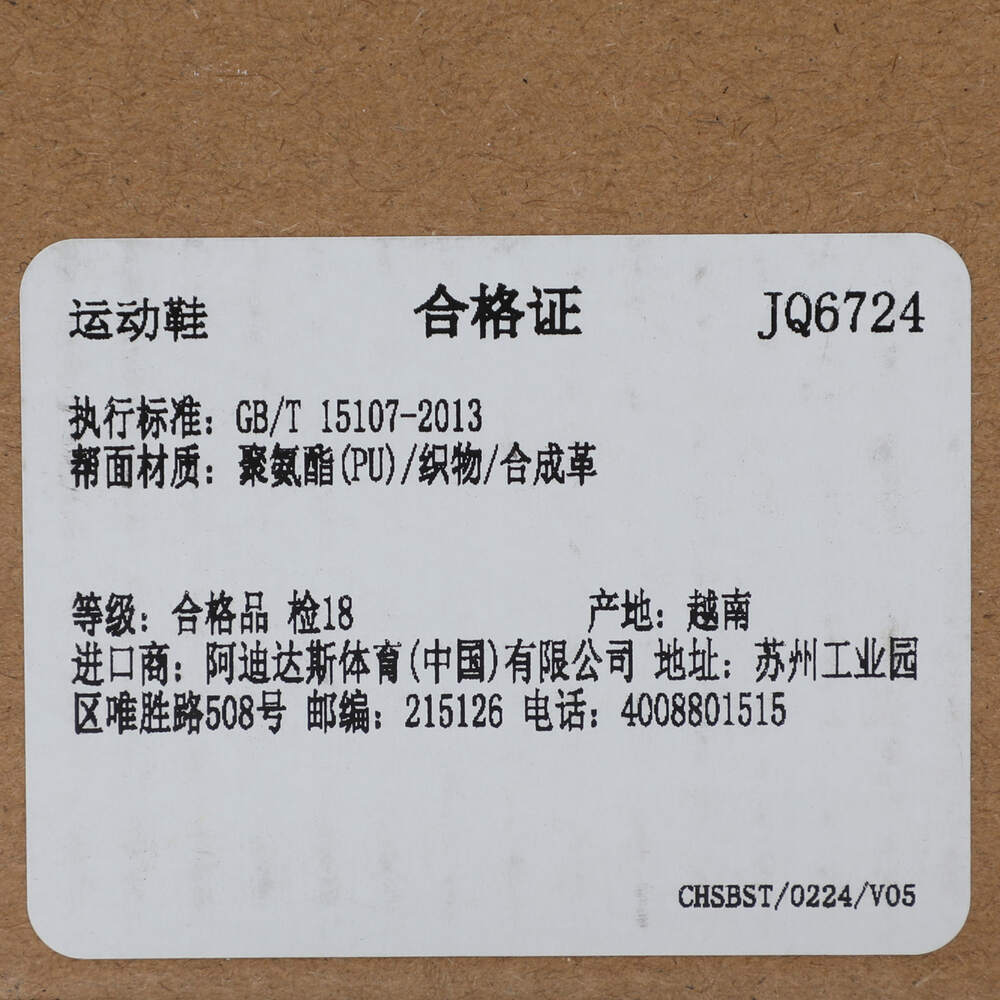 运动鞋 合格证 JQ6724
执行标准: GB/T 15107-2013
帮面材质: 聚氨酯(PU)/织物/合成革
等级: 合格品 检18 产地: 越南
进口商: 阿迪达斯体育(中国)有限公司 地址: 苏州工业园
区唯胜路508号 邮编: 215126 电话: 4008801515
CHSBST/0224/V05